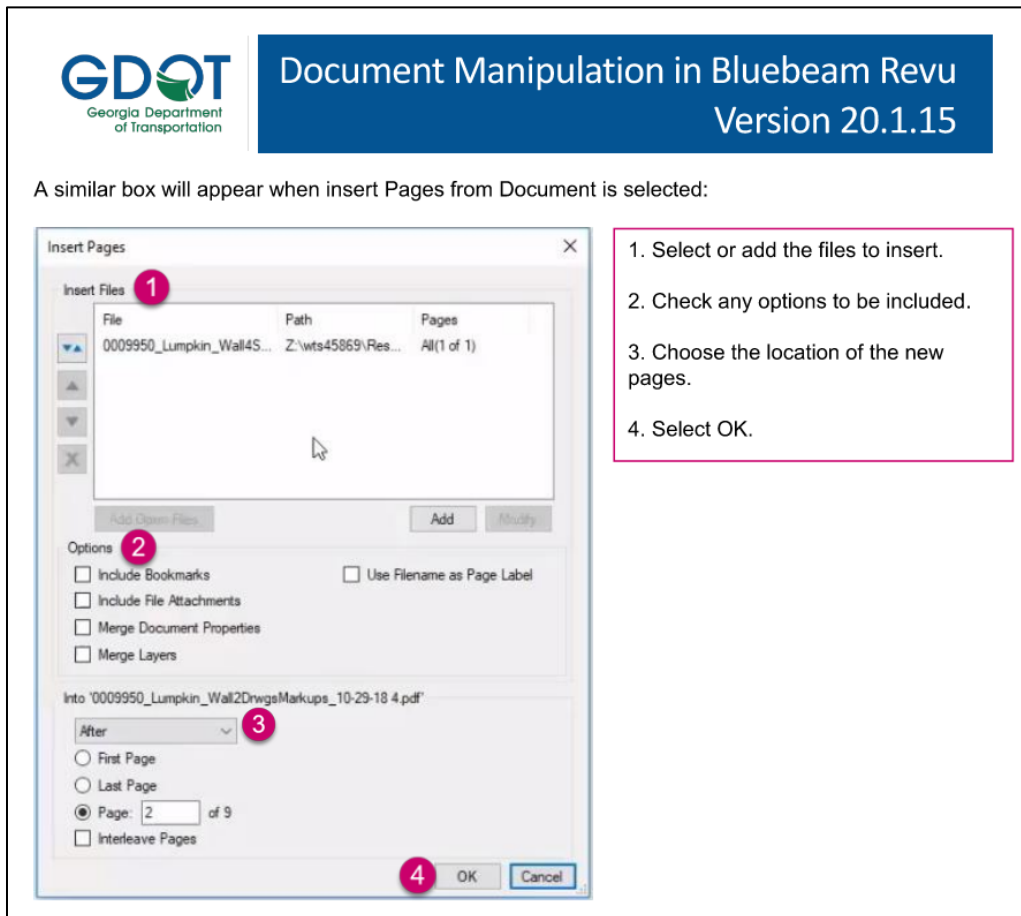 GDOT
Georgia Department
of Transportation
Document Manipulation in Bluebeam Revu
Version 20.1.15
A similar box will appear when insert Pages from Document is selected:
Insert Pages
Insert Files 1
File Path Pages
0009950_Lumpkin_Wall4S... Z:\wts45869\Res... All(1 of 1)
Add Open Files Add Modify
Options 2
Include Bookmarks Use Filename as Page Label
Include File Attachments
Merge Document Properties
Merge Layers
Into '0009950_Lumpkin_Wall2DrwgsMarkups_10-29-18 4.pdf'
After 3
First Page
Last Page
Page: 2 of 9
Interleave Pages
4 OK Cancel
1. Select or add the files to insert.
2. Check any options to be included.
3. Choose the location of the new
pages.
4. Select OK.